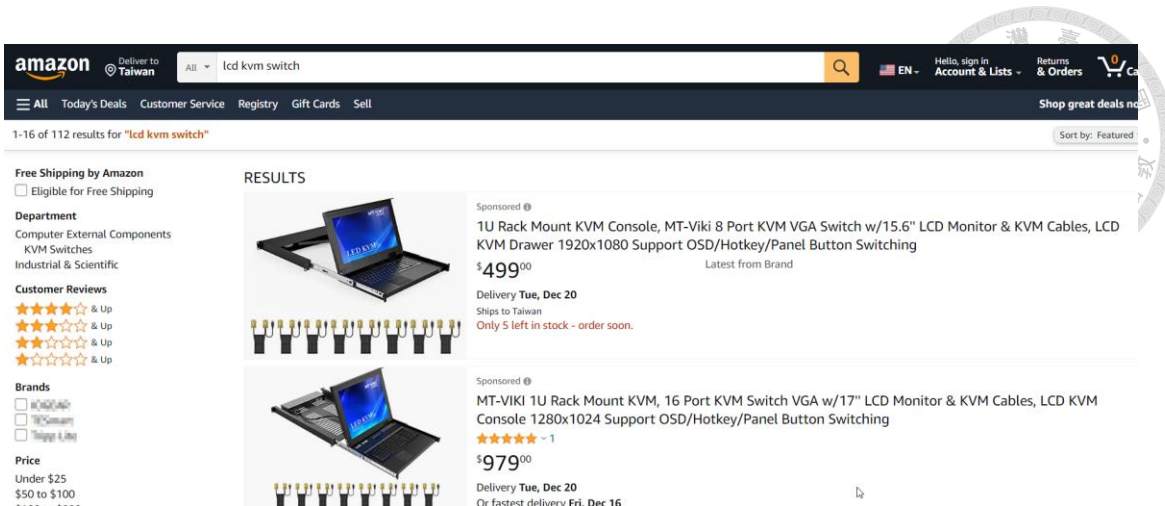 amazon
Deliver to
Taiwan
All
lcd kvm switch
EN
Hello, sign in
Account & Lists
Returns
& Orders
0
Ca
All Today's Deals Customer Service Registry Gift Cards Sell
Shop great deals no
1-16 of 112 results for "lcd kvm switch"
Sort by: Featured
Free Shipping by Amazon
Eligible for Free Shipping
Department
Computer External Components
KVM Switches
Industrial & Scientific
Customer Reviews
& Up
& Up
& Up
& Up
Brands
Price
Under $25
$50 to $100
RESULTS
Sponsored
1U Rack Mount KVM Console, MT-Viki 8 Port KVM VGA Switch w/15.6" LCD Monitor & KVM Cables, LCD
KVM Drawer 1920x1080 Support OSD/Hotkey/Panel Button Switching
$49900
Latest from Brand
Delivery Tue, Dec 20
Ships to Taiwan
Only 5 left in stock - order soon.
LCD KVM
Sponsored
MT-VIKI 1U Rack Mount KVM, 16 Port KVM Switch VGA w/17" LCD Monitor & KVM Cables, LCD KVM
Console 1280x1024 Support OSD/Hotkey/Panel Button Switching
1
$97900
Delivery Tue, Dec 20
Or fastest delivery Fri, Dec 16
臺
灣